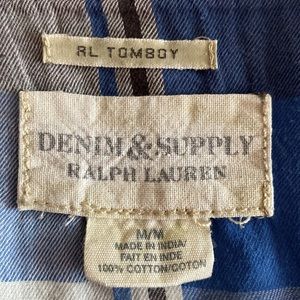 RL TOMBOY
DENIM & SUPPLY
RALPH LAUREN
M/M
MADE IN INDIA/
FAIT EN INDE
100% COTTON/COTON